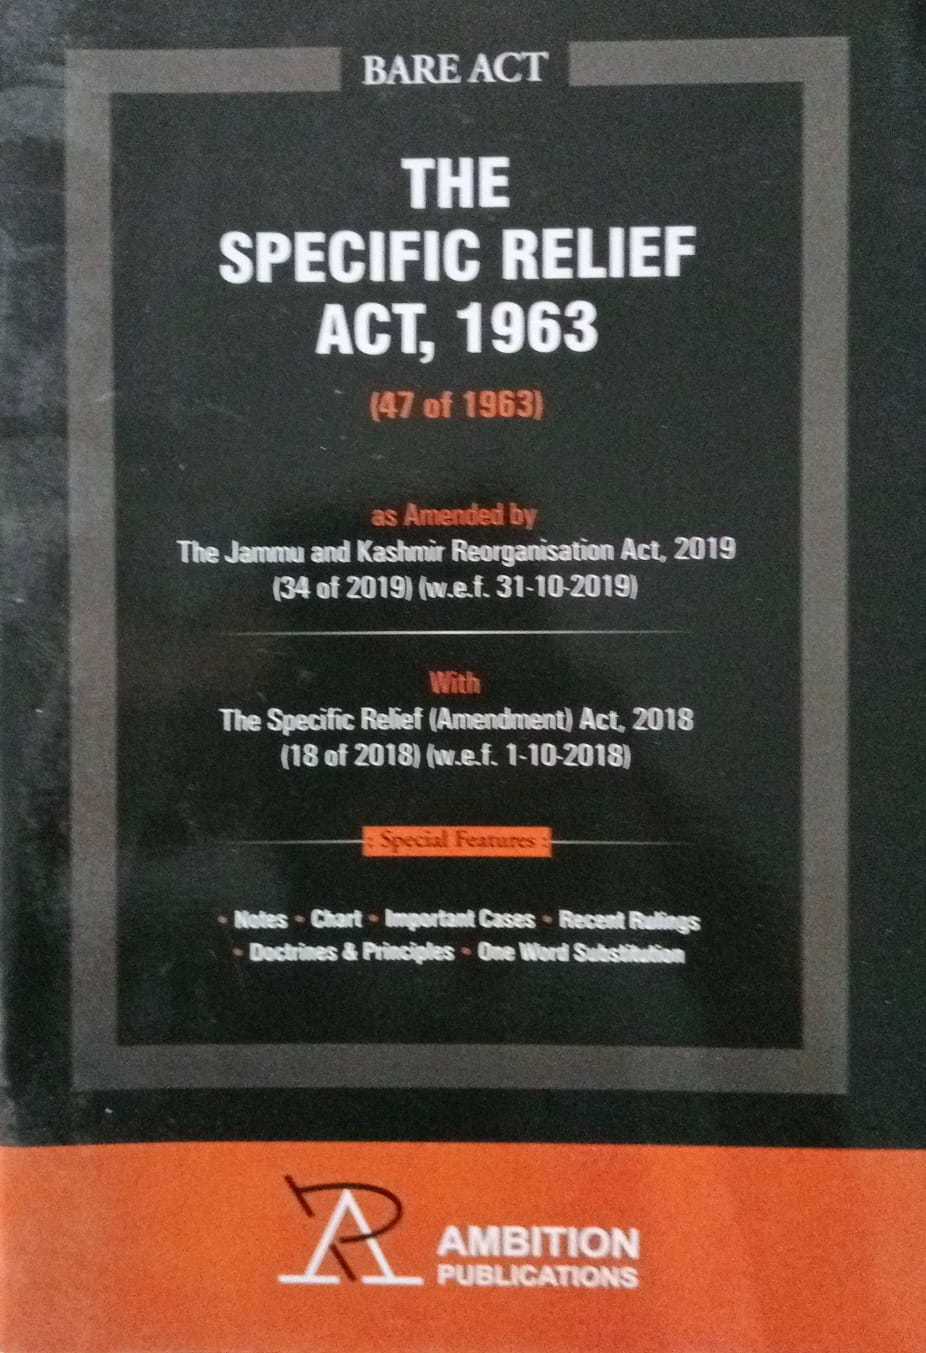 BARE ACT
THE
SPECIFIC RELIEF
ACT, 1963
(47 of 1963)
as Amended by
The Jammu and Kashmir Reorganisation Act, 2019
(34 of 2019) (w.e.f. 31-10-2019)
With
The Specific Relief (Amendment) Act, 2018
(18 of 2018) (w.e.f. 1-10-2018)
: Special Features :
• Notes • Chart • Important Cases • Recent Rulings
• Doctrines & Principles • One Word Substitution
AMBITION
PUBLICATIONS